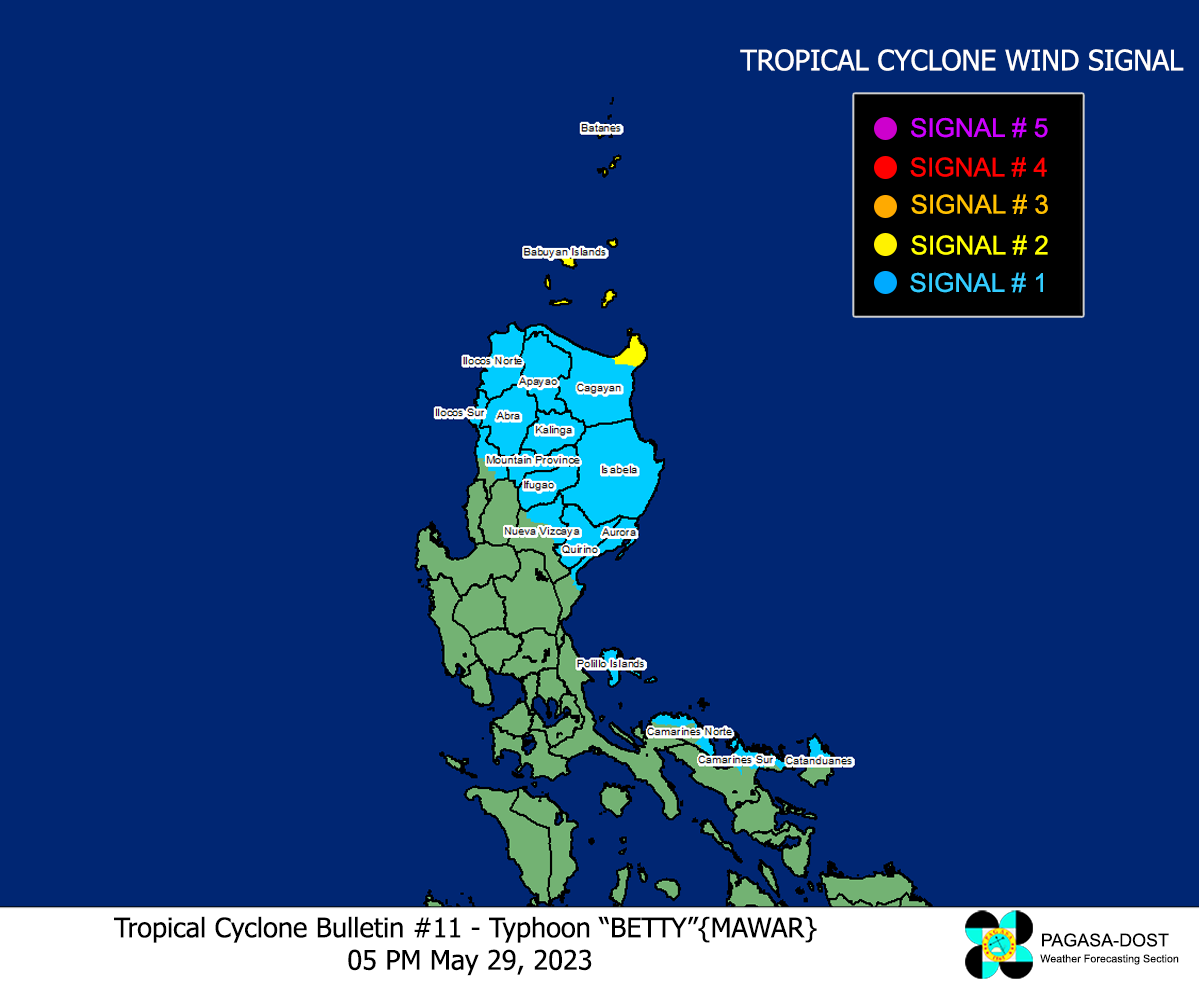 TROPICAL CYCLONE WIND SIGNAL
SIGNAL # 5
SIGNAL # 4
SIGNAL # 3
SIGNAL # 2
SIGNAL # 1
Batanes
Babuyan Islands
Ilocos Norte
Apayao
Cagayan
Ilocos Sur
Abra
Kalinga
Mountain Province
Isabela
Ifugao
Nueva Vizcaya
Aurora
Quirino
Polillo Islands
Camarines Norte
Camarines Sur
Catanduanes
Tropical Cyclone Bulletin #11 - Typhoon “BETTY”{MAWAR}
05 PM May 29, 2023
PAGASA-DOST
Weather Forecasting Section